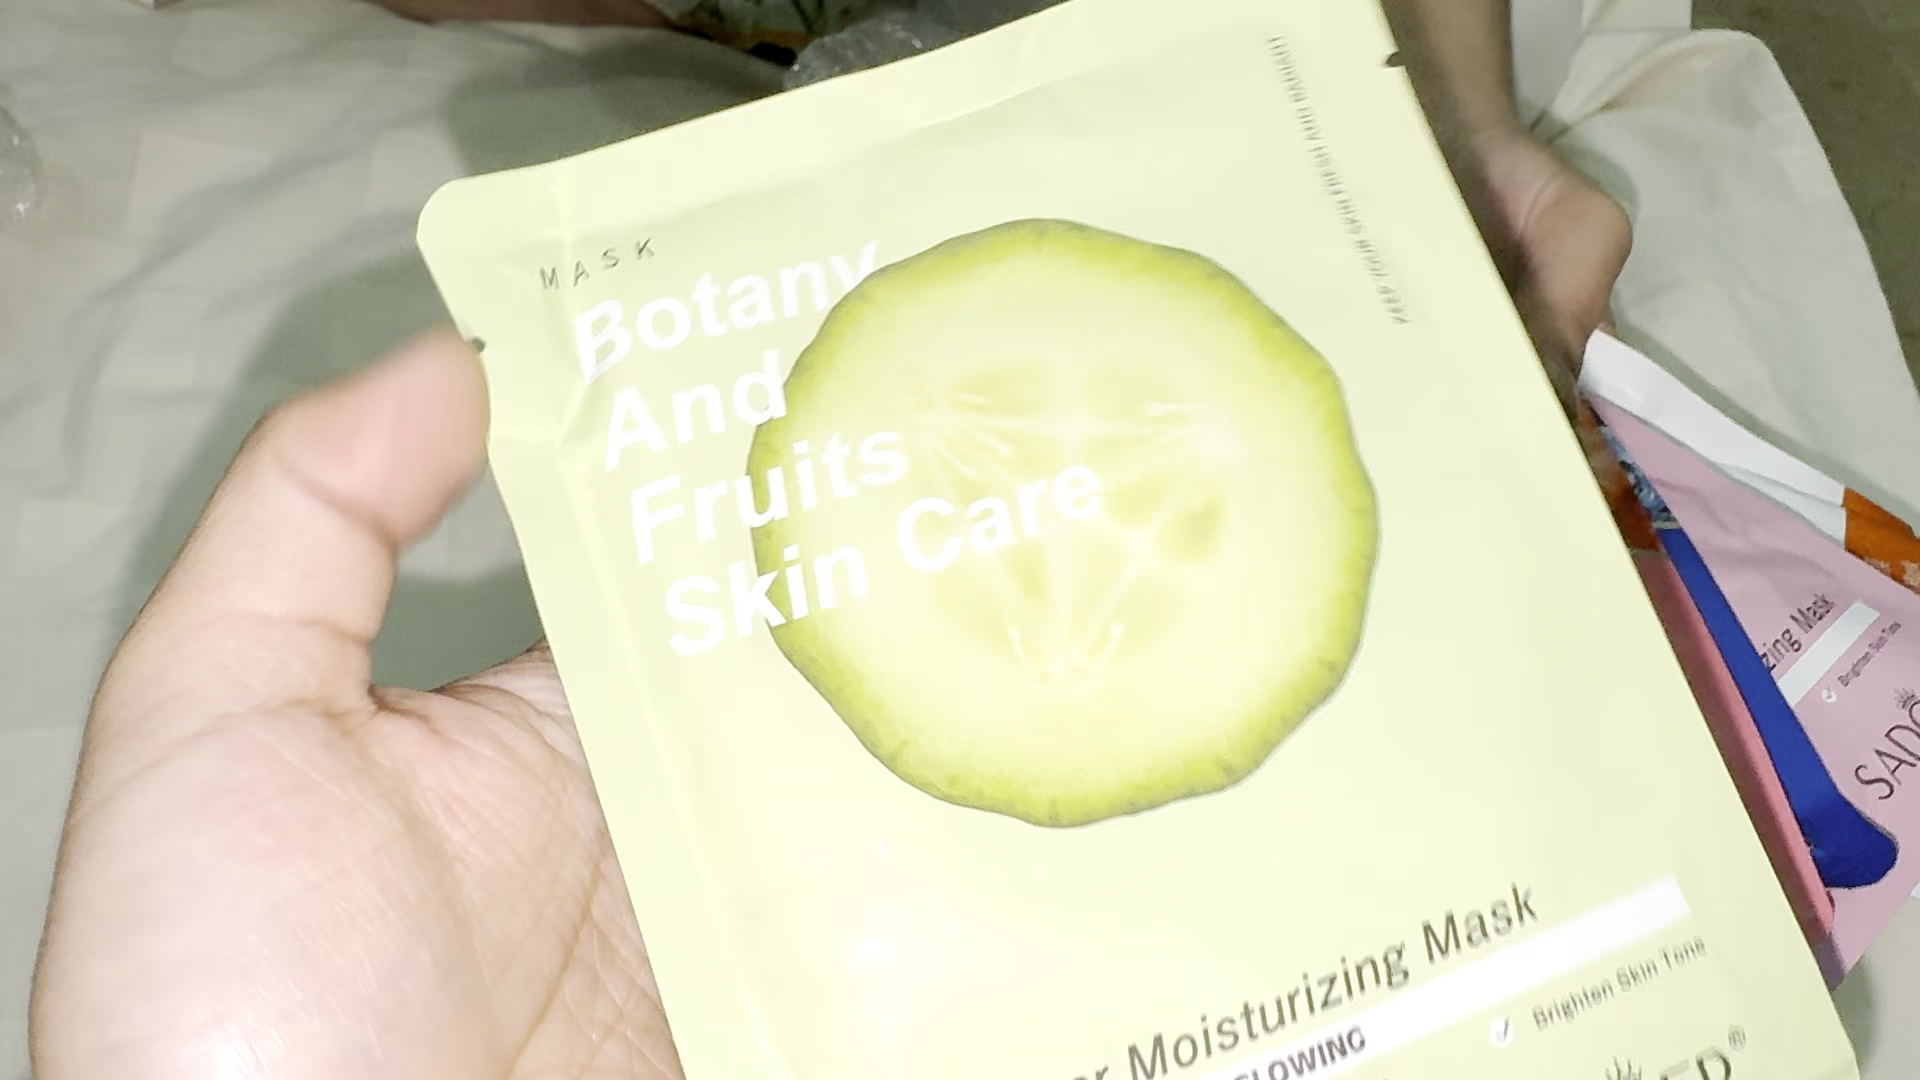 MASK
Botany
And
Fruits
Skin Care
KEEP YOUR SKIN FRESH AND RADIANT
Moisturizing Mask
GLOWING
Brighten Skin Tone
Mask
Brighten Skin Tone